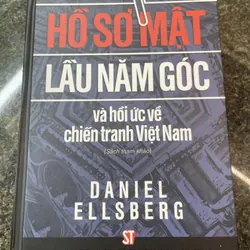 HỒ SƠ MẬT
LẦU NĂM GÓC
và hồi ức về
chiến tranh Việt Nam
(Sách tham khảo)
DANIEL
ELLSBERG
ST